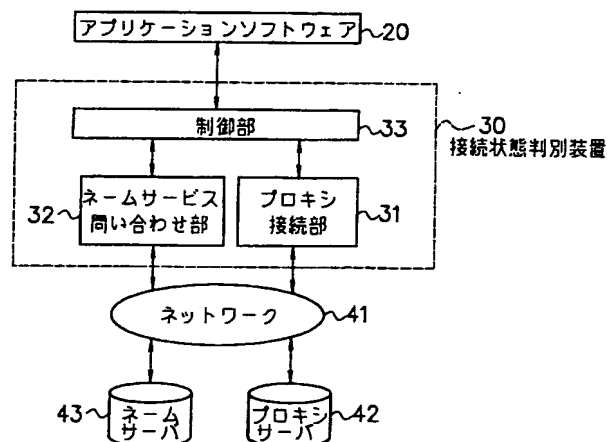 アプリケーションソフトウェア
20
制御部
33
30
接続状態判別装置
ネームサービス
問い合わせ部
32
プロキシ
接続部
31
ネットワーク
41
43
ネーム
サーバ
プロキシ
サーバ
42